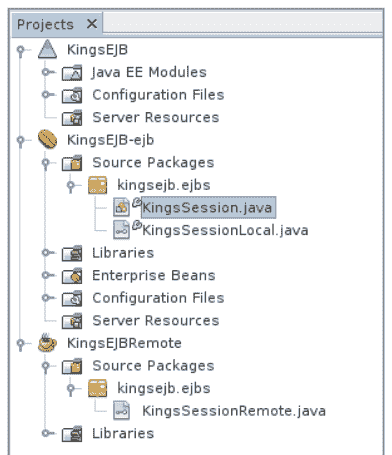 Projects
KingsEJB
Java EE Modules
Configuration Files
Server Resources
KingsEJB-ejb
Source Packages
kingsejb.ejbs
KingsSession.java
KingsSessionLocal.java
Libraries
Enterprise Beans
Configuration Files
Server Resources
KingsEJBRemote
Source Packages
kingsejb.ejbs
KingsSessionRemote.java
Libraries